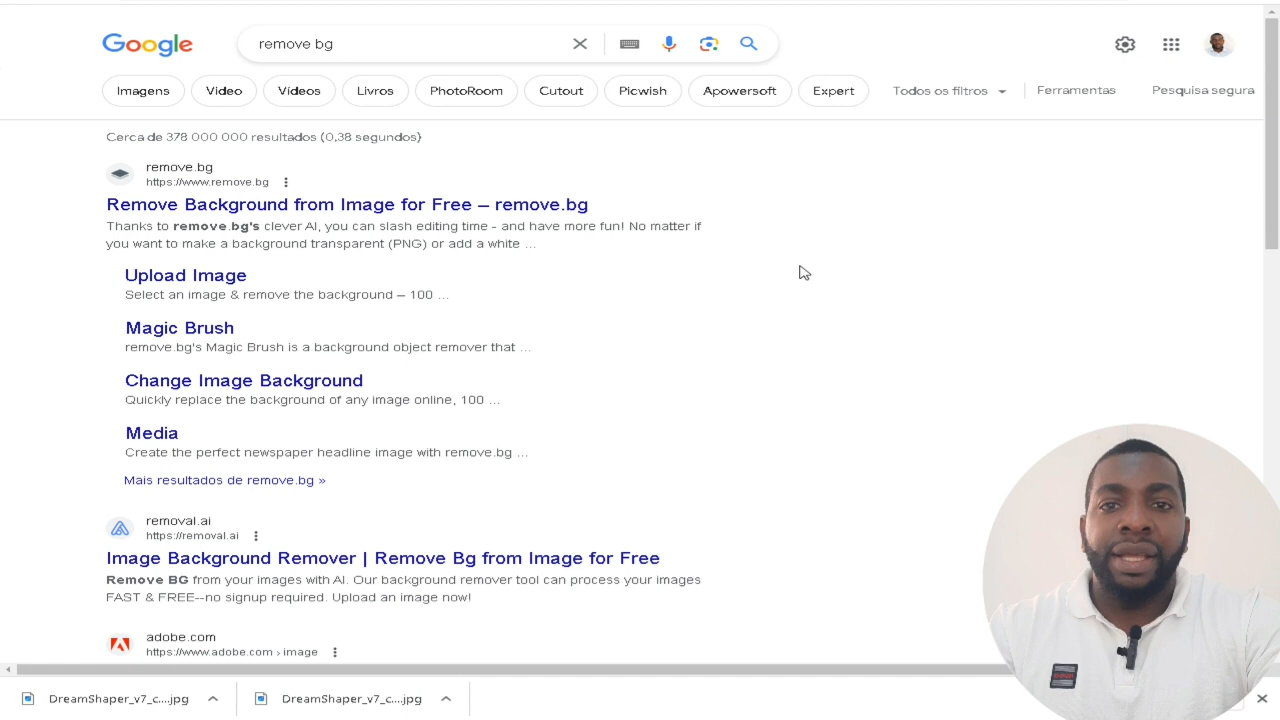 Google
remove bg
Imagens
Video
Vídeos
Livros
PhotoRoom
Cutout
Picwish
Apowersoft
Expert
Todos os filtros
Ferramentas
Pesquisa segura
Cerca de 378 000 000 resultados (0,38 segundos)
remove.bg
https://www.remove.bg
Remove Background from Image for Free – remove.bg
Thanks to remove.bg's clever AI, you can slash editing time - and have more fun! No matter if
you want to make a background transparent (PNG) or add a white ...
Upload Image
Select an image & remove the background – 100 ...
Magic Brush
remove.bg's Magic Brush is a background object remover that ...
Change Image Background
Quickly replace the background of any image online, 100 ...
Media
Create the perfect newspaper headline image with remove.bg ...
Mais resultados de remove.bg »
removal.ai
https://removal.ai
Image Background Remover | Remove Bg from Image for Free
Remove BG from your images with AI. Our background remover tool can process your images
FAST & FREE--no signup required. Upload an image now!
adobe.com
https://www.adobe.com › image
DreamShaper_v7_c....jpg
DreamShaper_v7_c....jpg